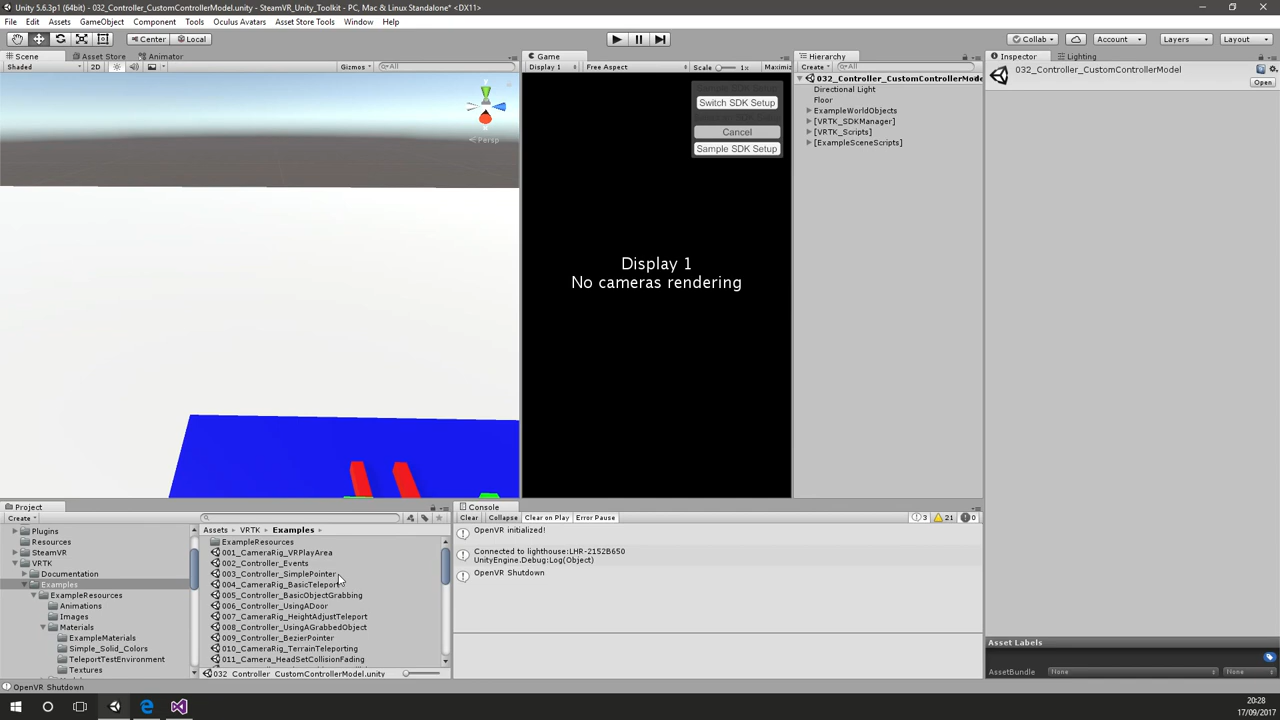 Unity 5.6.3p1 (64bit) - 032_Controller_CustomControllerModel.unity - SteamVR_Unity_Toolkit - PC, Mac & Linux Standalone* <DX11>
File Edit Assets GameObject Component Tools Oculus Avatars Asset Store Tools Window Help
Center Local Collab Account Layers Layout
Scene Asset Store Animator
Shaded 2D Gizmos All
Persp
Game
Display 1 Free Aspect Scale 1x Maximiz
Switch SDK Setup
Cancel
Sample SDK Setup
Display 1
No cameras rendering
Hierarchy
Create All
032_Controller_CustomControllerMode
Directional Light
Floor
ExampleWorldObjects
[VRTK_SDKManager]
[VRTK_Scripts]
[ExampleSceneScripts]
Inspector Lighting
032_Controller_CustomControllerModel
Open
Project
Create
Plugins
Resources
SteamVR
VRTK
Documentation
Examples
ExampleResources
Animations
Images
Materials
ExampleMaterials
Simple_Solid_Colors
TeleportTestEnvironment
Textures
Assets VRTK Examples
ExampleResources
001_CameraRig_VRPlayArea
002_Controller_Events
003_Controller_SimplePointer
004_CameraRig_BasicTeleport
005_Controller_BasicObjectGrabbing
006_Controller_UsingADoor
007_CameraRig_HeightAdjustTeleport
008_Controller_UsingAGrabbedObject
009_Controller_BezierPointer
010_CameraRig_TerrainTeleporting
011_Camera_HeadSetCollisionFading
032_Controller_CustomControllerModel.unity
Console
Clear Collapse Clear on Play Error Pause 3 21 0
OpenVR initialized!
Connected to lighthouse:LHR-2152B650
UnityEngine.Debug:Log(Object)
OpenVR Shutdown
Asset Labels
AssetBundle None None
OpenVR Shutdown
20:28
17/09/2017